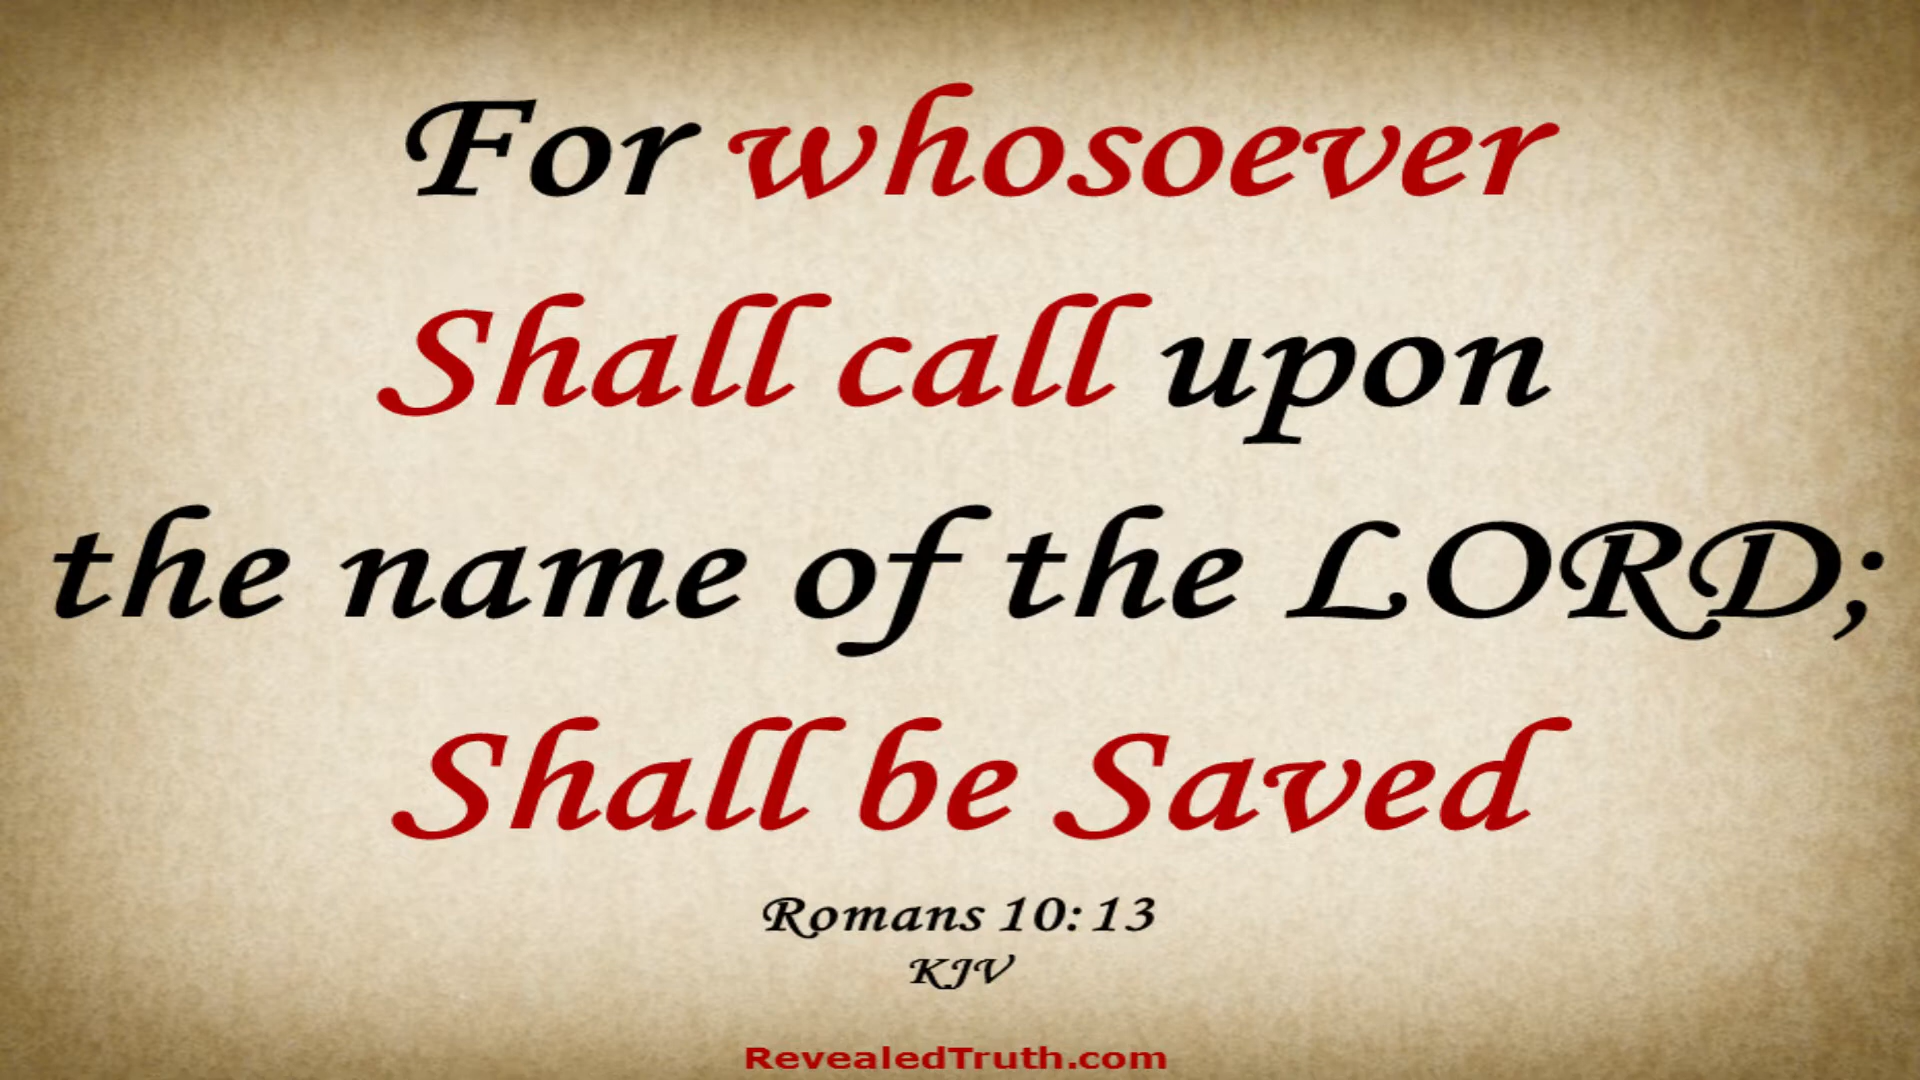 For whosoever
Shall call upon
the name of the LORD;
Shall be Saved
Romans 10:13
KJV
RevealedTruth.com